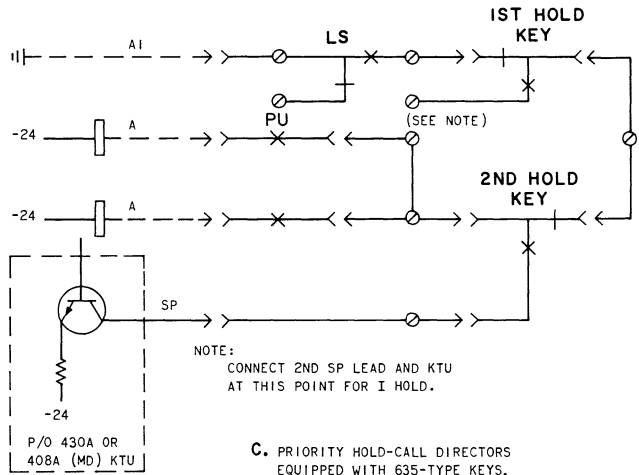 1ST HOLD
KEY
LS
A1
PU
(SEE NOTE)
-24
A
2ND HOLD
KEY
-24
A
SP
NOTE:
CONNECT 2ND SP LEAD AND KTU
AT THIS POINT FOR I HOLD.
-24
P/O 430A OR
408A (MD) KTU
C. PRIORITY HOLD-CALL DIRECTORS
EQUIPPED WITH 635-TYPE KEYS.